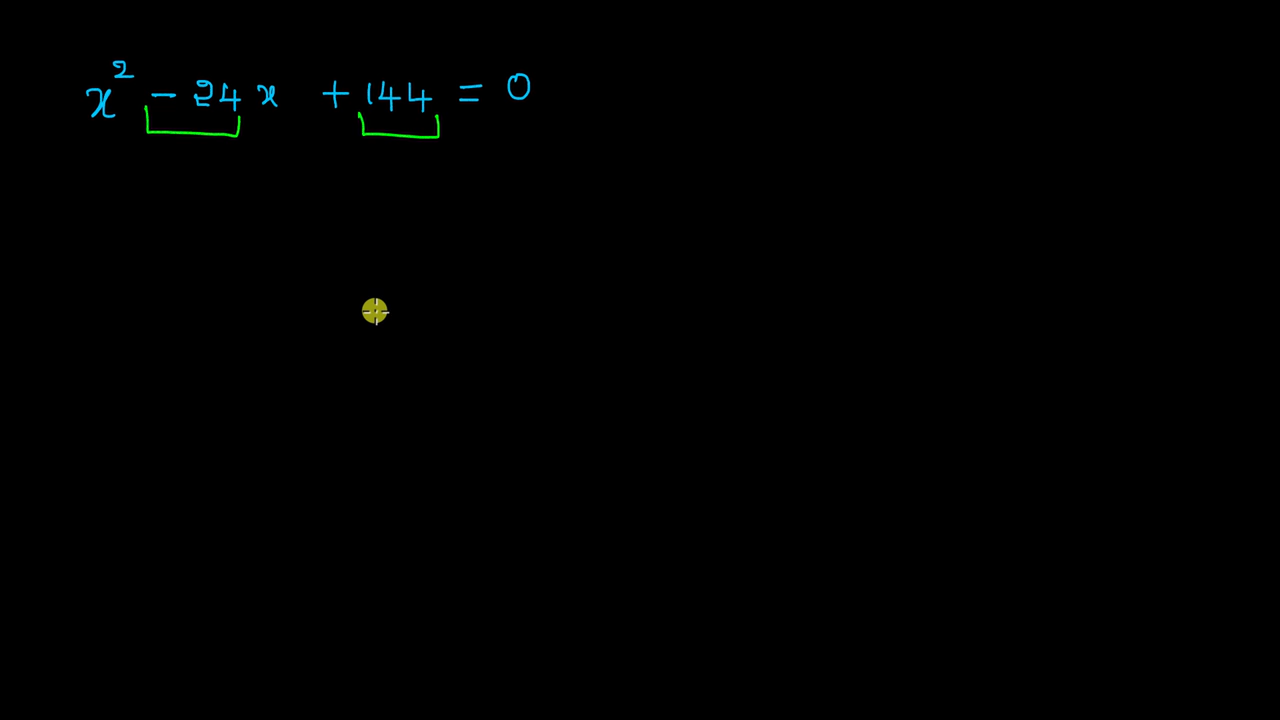 x² - 24x + 144 = 0